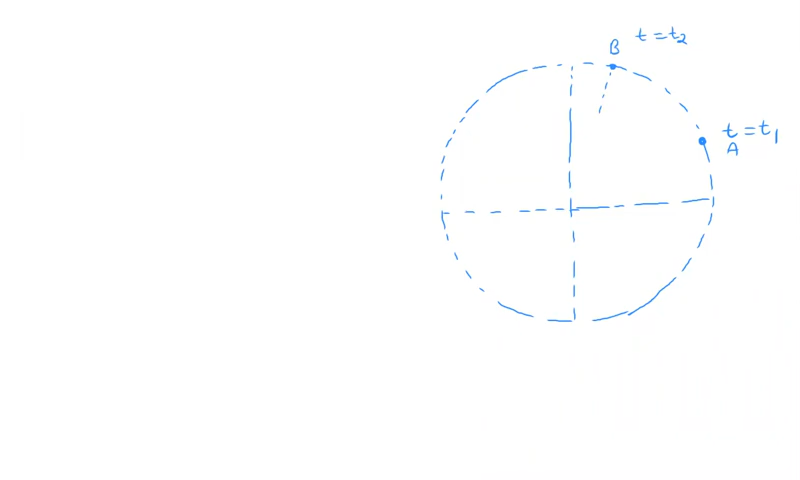 B t = t2
t = t1
A